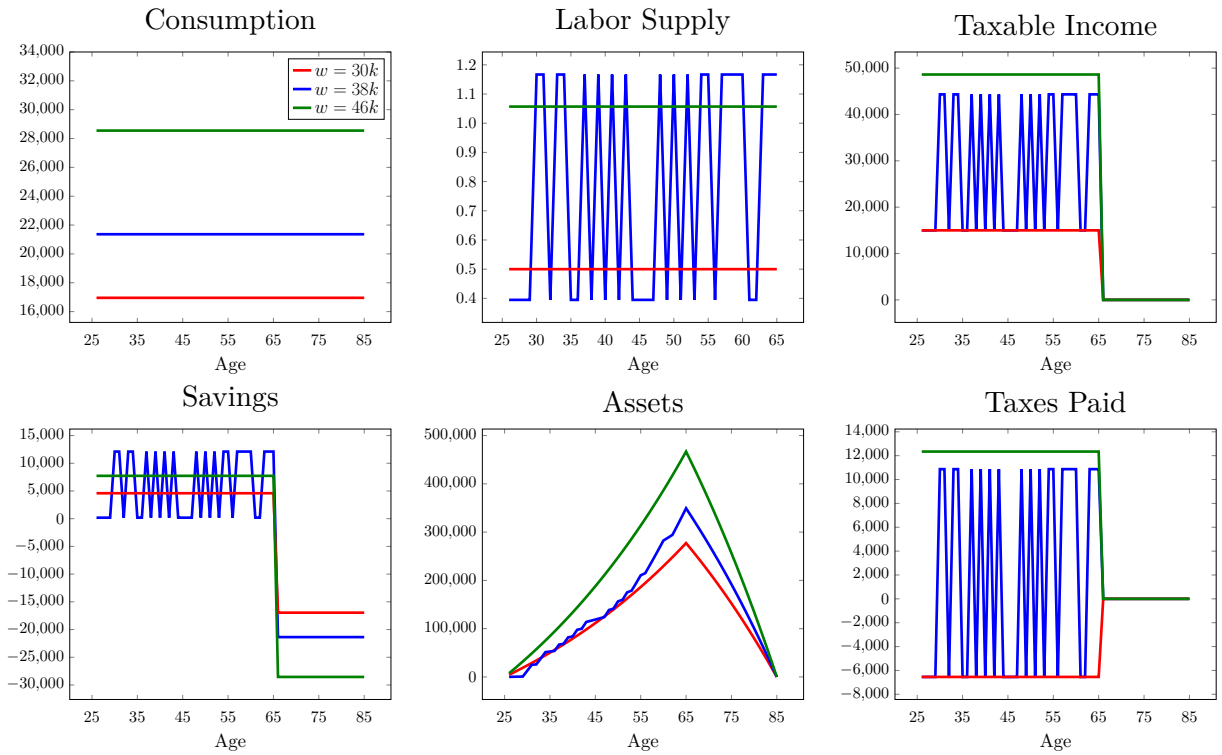 Consumption
34,000
32,000
30,000
28,000
26,000
24,000
22,000
20,000
18,000
16,000
w = 30k
w = 38k
w = 46k
25 35 45 55 65 75 85
Age
Labor Supply
1.2
1.1
1.0
0.9
0.8
0.7
0.6
0.5
0.4
25 30 35 40 45 50 55 60 65
Age
Taxable Income
50,000
40,000
30,000
20,000
10,000
0
25 35 45 55 65 75 85
Age
Savings
15,000
10,000
5,000
0
−5,000
−10,000
−15,000
−20,000
−25,000
−30,000
25 35 45 55 65 75 85
Age
Assets
500,000
400,000
300,000
200,000
100,000
0
25 35 45 55 65 75 85
Age
Taxes Paid
14,000
12,000
10,000
8,000
6,000
4,000
2,000
0
−2,000
−4,000
−6,000
−8,000
25 35 45 55 65 75 85
Age